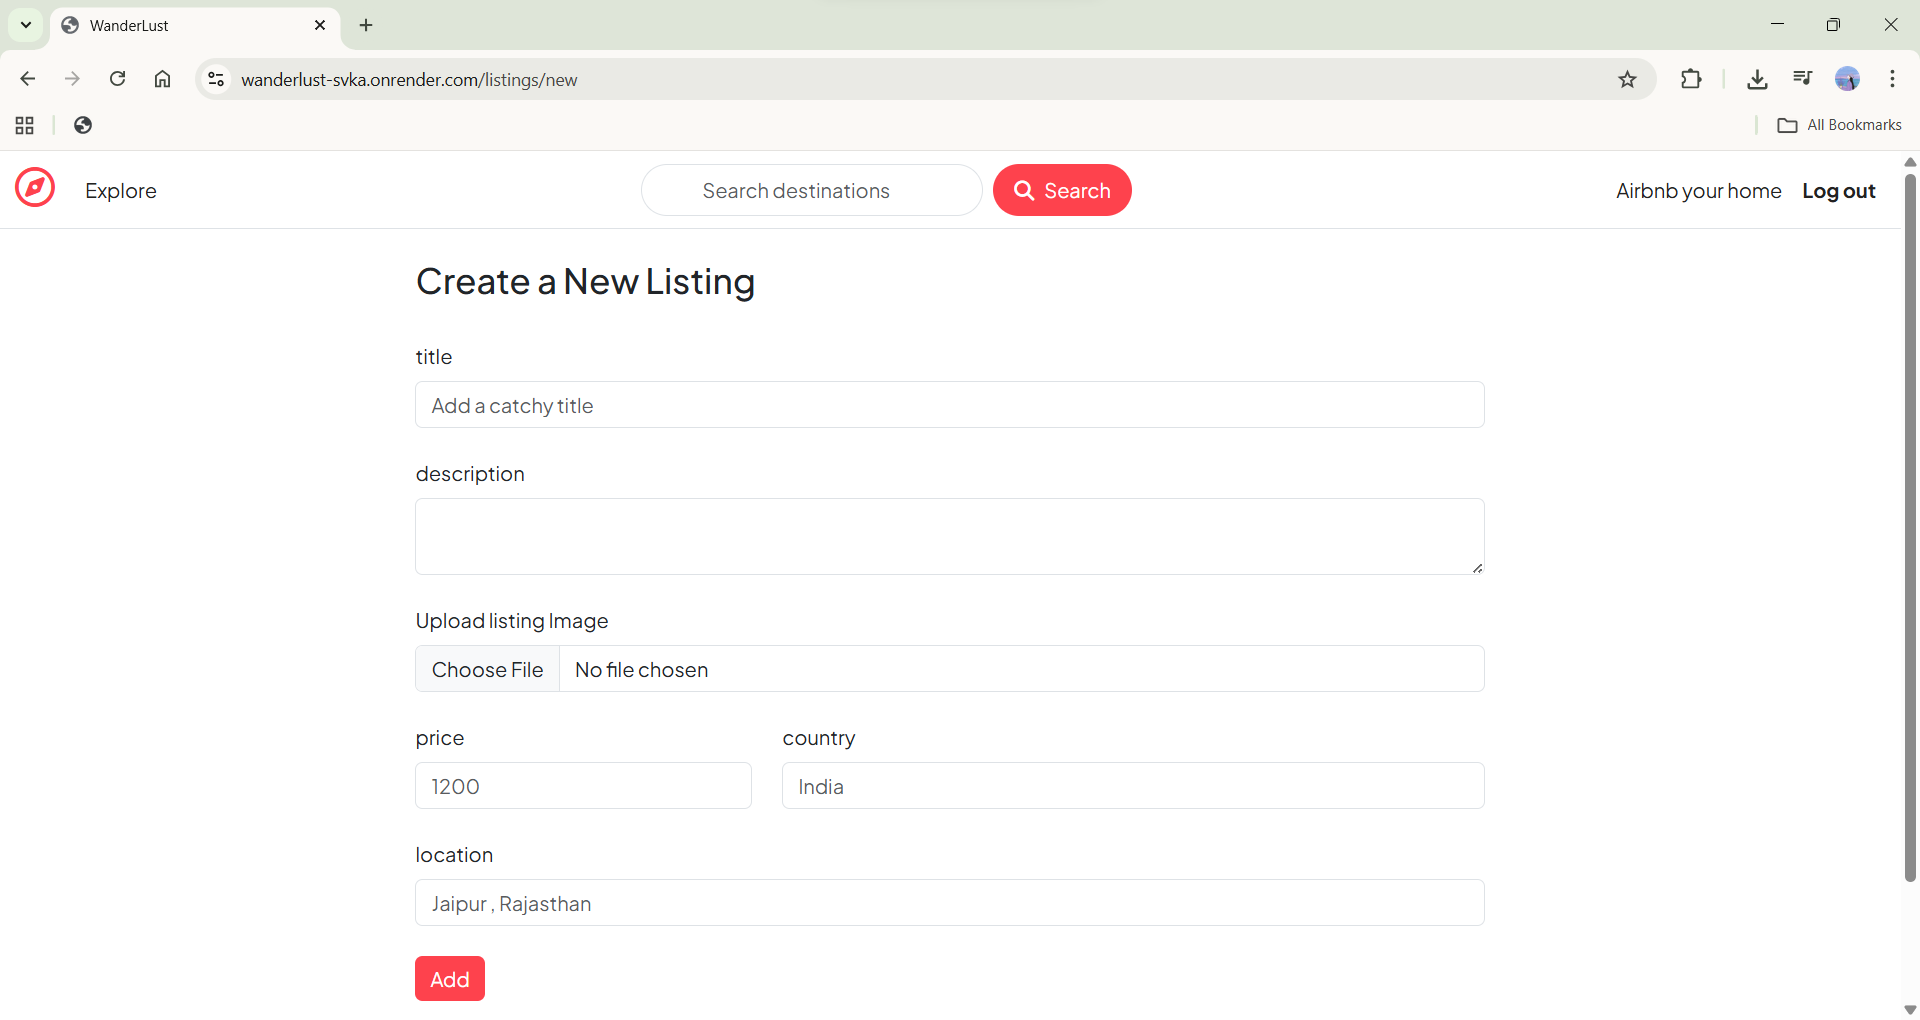 WanderLust
wanderlust-svka.onrender.com/listings/new
All Bookmarks
Explore
Search destinations
Search
Airbnb your home
Log out
Create a New Listing
title
Add a catchy title
description
Upload listing Image
Choose File No file chosen
price
country
1200
India
location
Jaipur , Rajasthan
Add